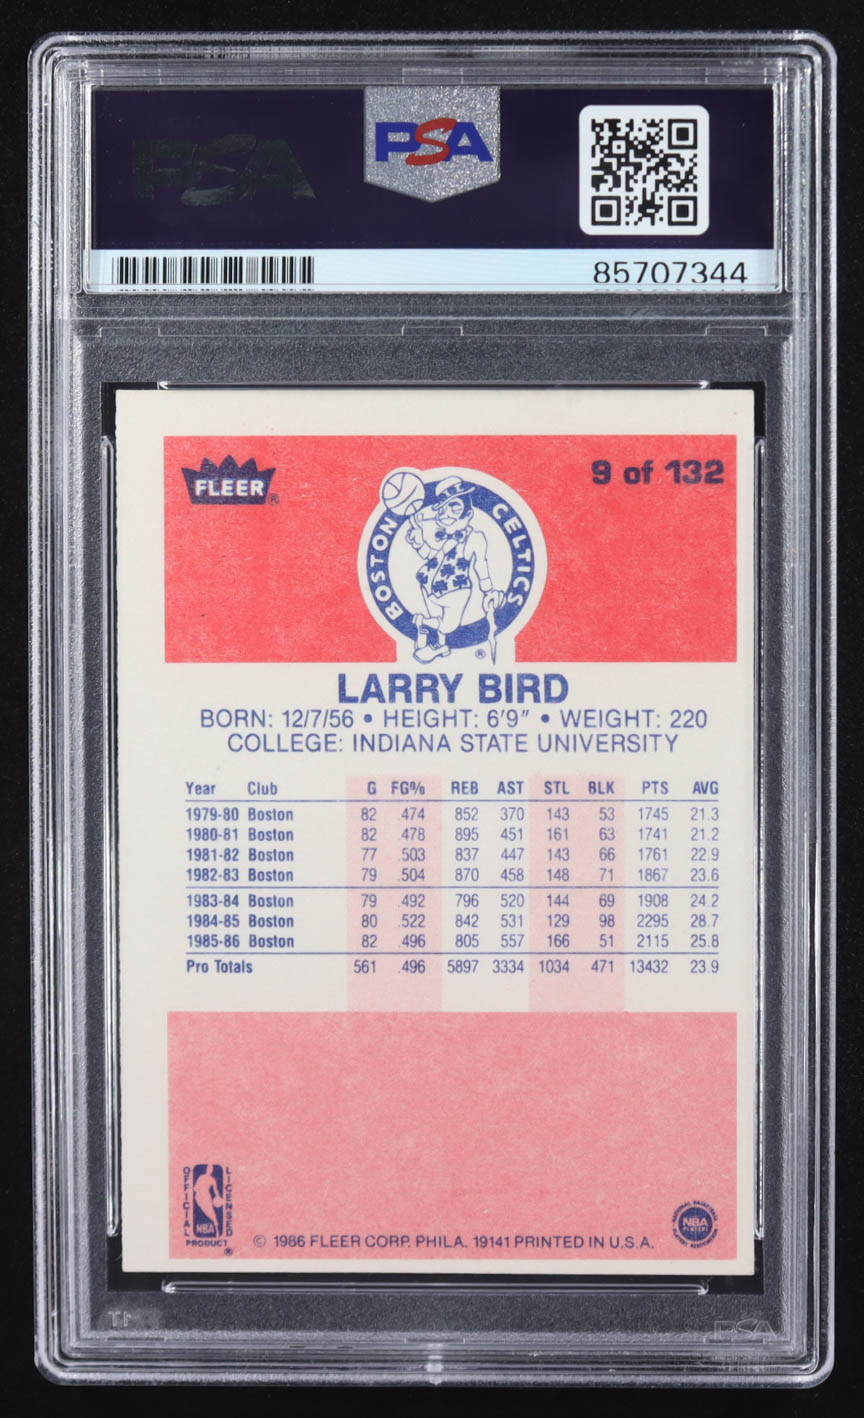 PSA
PSA
85707344
FLEER®
9 of 132
BOSTON CELTICS
®
LARRY BIRD
BORN: 12/7/56 • HEIGHT: 6'9" • WEIGHT: 220
COLLEGE: INDIANA STATE UNIVERSITY
Year Club G FG% REB AST STL BLK PTS AVG
1979-80 Boston 82 .474 852 370 143 53 1745 21.3
1980-81 Boston 82 .478 895 451 161 63 1741 21.2
1981-82 Boston 77 .503 837 447 143 66 1761 22.9
1982-83 Boston 79 .504 870 458 148 71 1867 23.6
1983-84 Boston 79 .492 796 520 144 69 1908 24.2
1984-85 Boston 80 .522 842 531 129 98 2295 28.7
1985-86 Boston 82 .496 805 557 166 51 2115 25.8
Pro Totals 561 .496 5897 3334 1034 471 13432 23.9
OFFICIAL LICENSED
NBA
PRODUCT ®
© 1986 FLEER CORP. PHILA. 19141 PRINTED IN U.S.A.
NATIONAL BASKETBALL
NBA
PLAYERS
PLAYERS ASSOCIATION
PSA